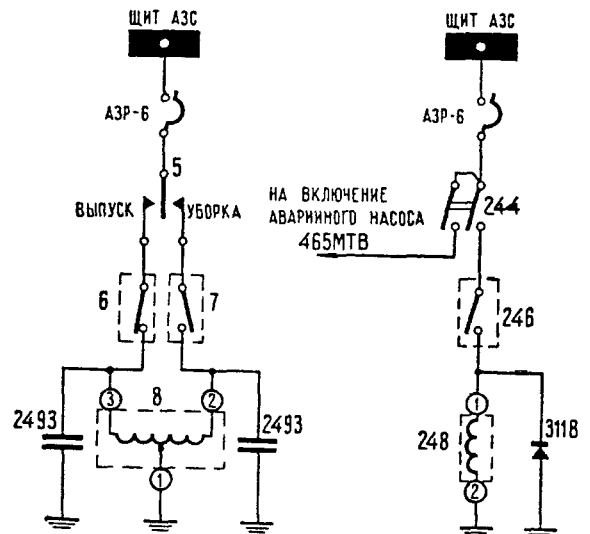 ЩИТ АЗС
АЗР-6
5
ВЫПУСК
УБОРКА
6
7
3
8
2
2493
2493
1
ЩИТ АЗС
АЗР-6
НА ВКЛЮЧЕНИЕ
АВАРИЙНОГО НАСОСА
465МТВ
244
246
1
248
311В
2